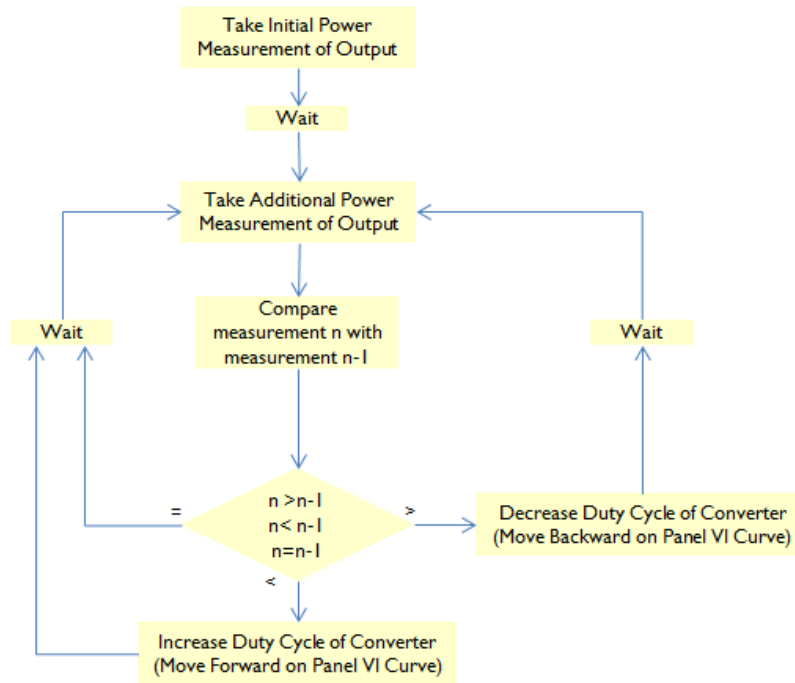 Take Initial Power
Measurement of Output
Wait
Take Additional Power
Measurement of Output
Compare
measurement n with
measurement n-1
Wait
Wait
=
n >n-1
n< n-1
n=n-1
>
<
Decrease Duty Cycle of Converter
(Move Backward on Panel VI Curve)
Increase Duty Cycle of Converter
(Move Forward on Panel VI Curve)